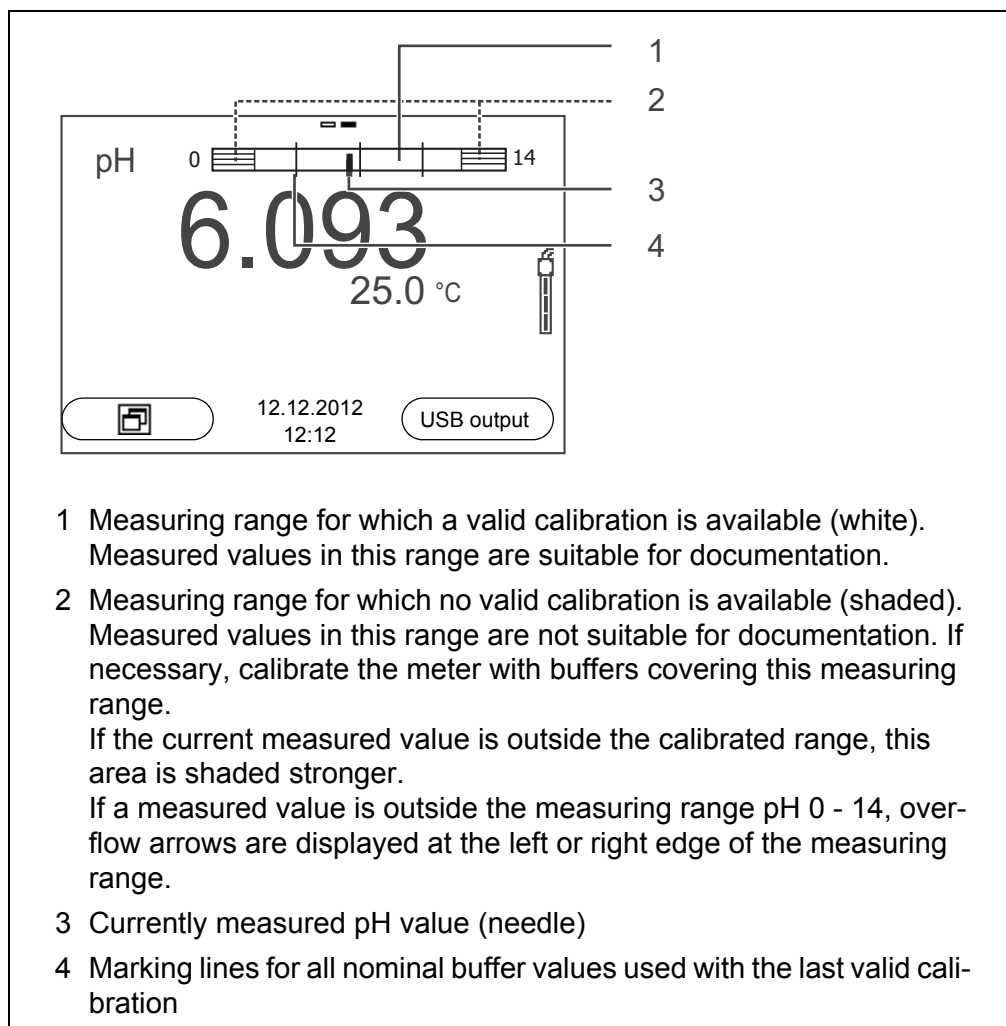 1
2
pH 0 14
3
6.093
4
25.0 °C
12.12.2012
12:12
USB output
1 Measuring range for which a valid calibration is available (white).
Measured values in this range are suitable for documentation.
2 Measuring range for which no valid calibration is available (shaded).
Measured values in this range are not suitable for documentation. If
necessary, calibrate the meter with buffers covering this measuring
range.
If the current measured value is outside the calibrated range, this
area is shaded stronger.
If a measured value is outside the measuring range pH 0 - 14, over-
flow arrows are displayed at the left or right edge of the measuring
range.
3 Currently measured pH value (needle)
4 Marking lines for all nominal buffer values used with the last valid cali-
bration